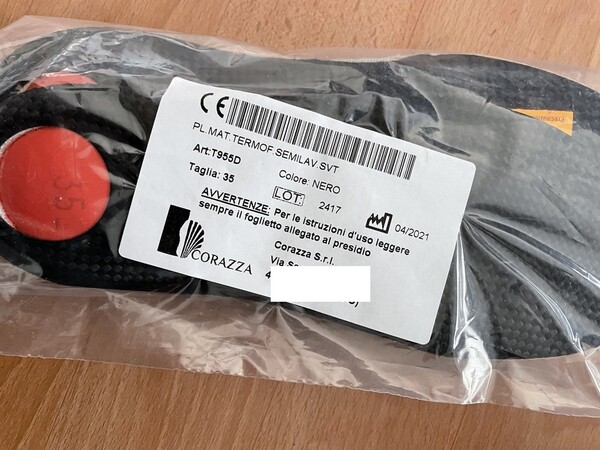 CE
PL.MAT.TERMOF.SEMILAV.SVT
Art:T955D
Colore: NERO
Taglia: 35
LOT: 2417
04/2021
AVVERTENZE: Per le istruzioni d'uso leggere
sempre il foglietto allegato al presidio
CORAZZA
Corazza S.r.l.
Via
35